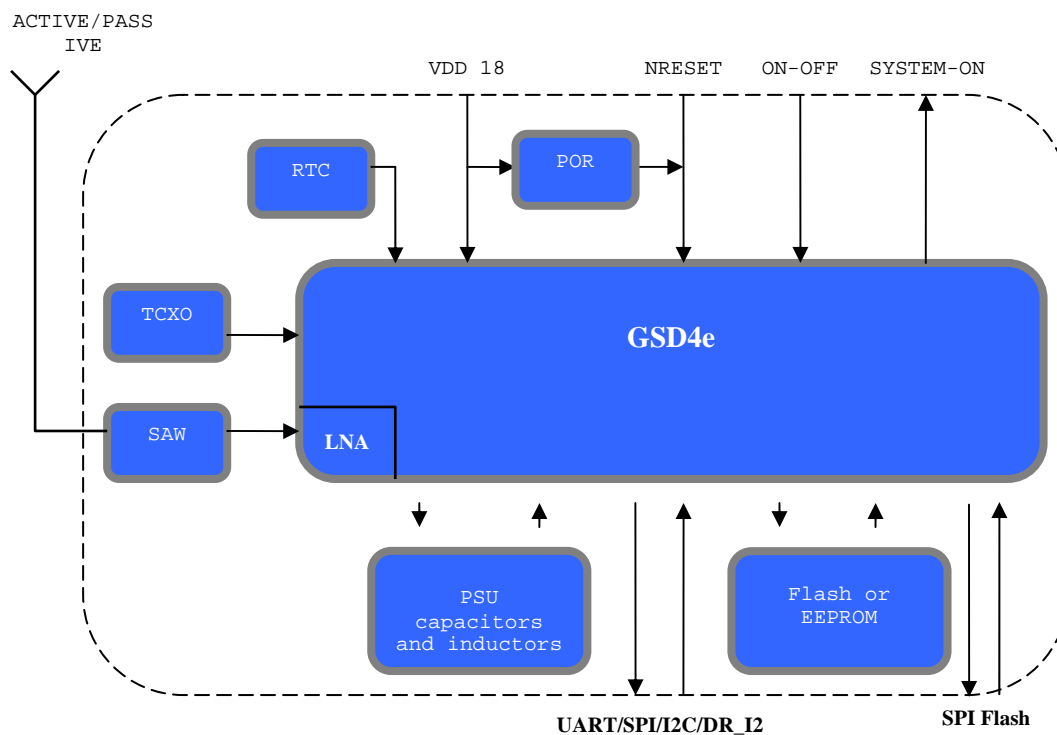 ACTIVE/PASS
IVE
VDD 18
NRESET
ON-OFF
SYSTEM-ON
RTC
POR
TCXO
GSD4e
SAW
LNA
PSU
capacitors
and inductors
Flash or
EEPROM
UART/SPI/I2C/DR_I2
SPI Flash